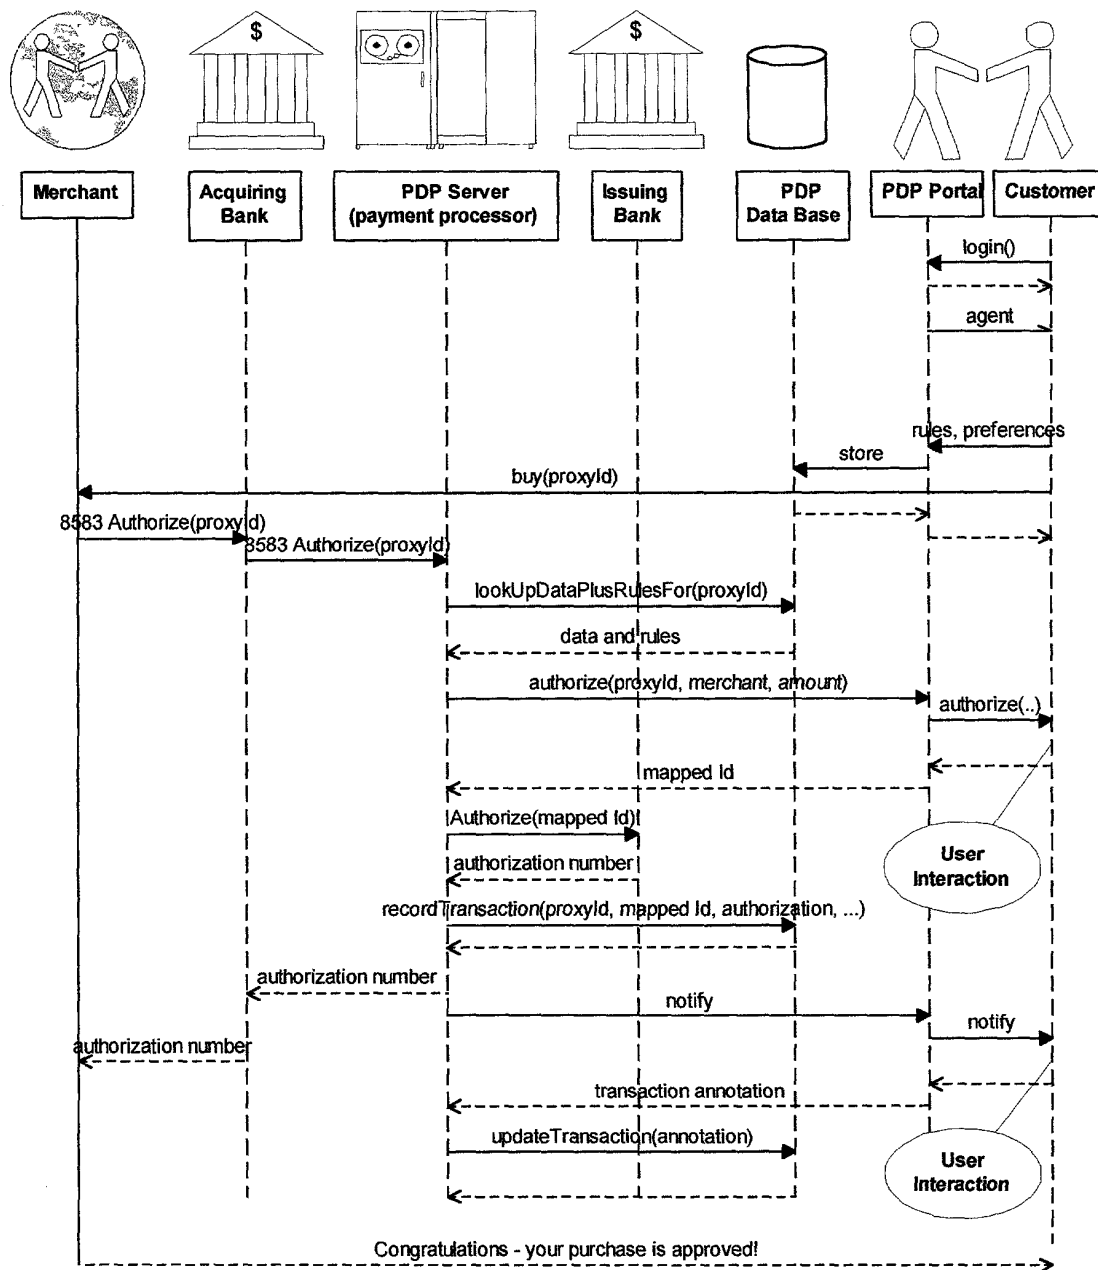 $
$
Merchant
Acquiring
Bank
PDP Server
(payment processor)
Issuing
Bank
PDP
Data Base
PDP Portal
Customer
login()
agent
rules, preferences
store
buy(proxyId)
8583 Authorize(proxyId)
8583 Authorize(proxyId)
lookUpDataPlusRulesFor(proxyId)
data and rules
authorize(proxyId, merchant, amount)
authorize(..)
mapped Id
Authorize(mapped Id)
User
Interaction
authorization number
recordTransaction(proxyId, mapped Id, authorization, ...)
authorization number
notify
notify
authorization number
transaction annotation
updateTransaction(annotation)
User
Interaction
Congratulations - your purchase is approved!